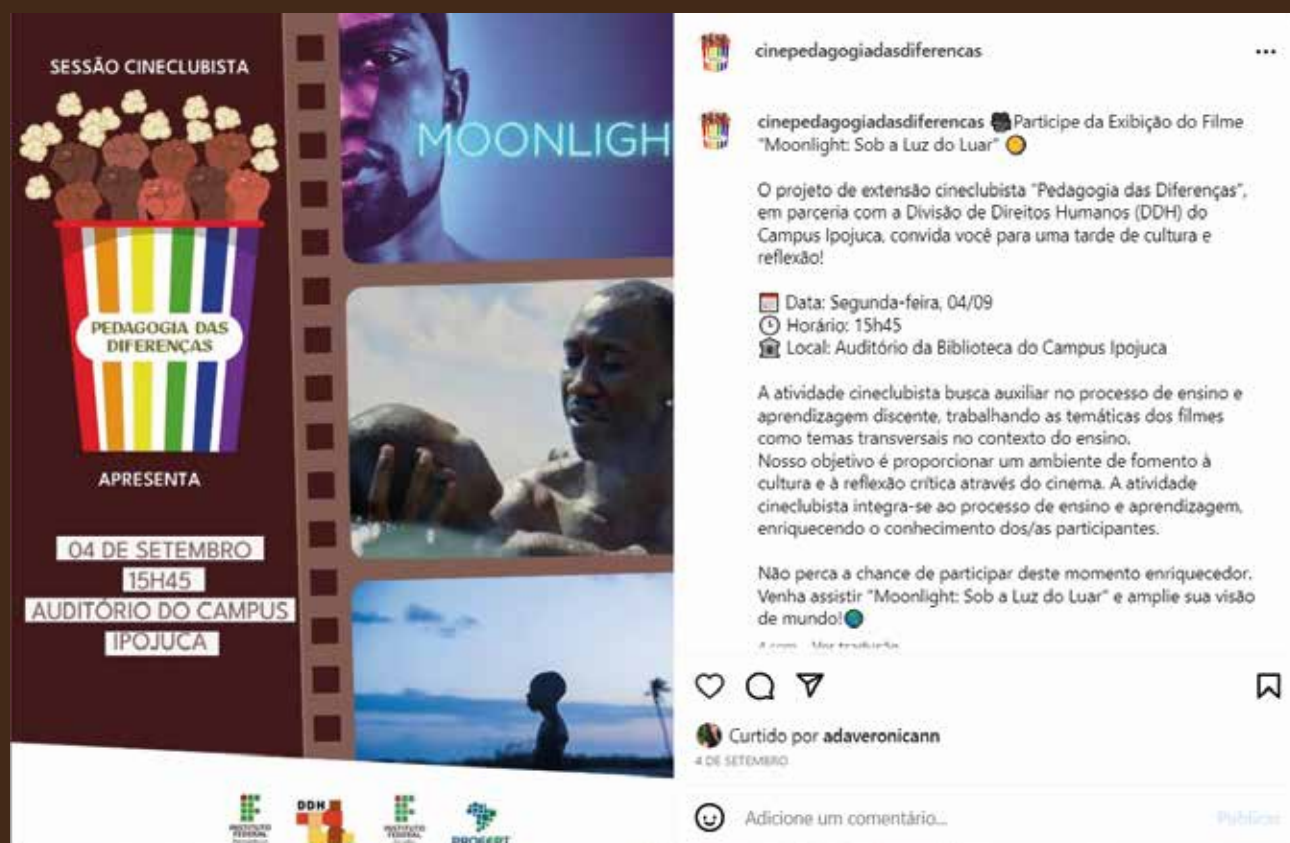 SESSÃO CINECLUBISTA
PEDAGOGIA DAS
DIFERENÇAS
APRESENTA
04 DE SETEMBRO
15H45
AUDITÓRIO DO CAMPUS
IPOJUCA
MOONLIGH
DDH
INSTITUTO
FEDERAL
INSTITUTO
FEDERAL
PROFEPT
cinepedagogiadasdiferencas
cinepedagogiadasdiferencas Participe da Exibição do Filme
"Moonlight: Sob a Luz do Luar"
O projeto de extensão cineclubista "Pedagogia das Diferenças",
em parceria com a Divisão de Direitos Humanos (DDH) do
Campus Ipojuca, convida você para uma tarde de cultura e
reflexão!
Data: Segunda-feira, 04/09
Horário: 15h45
Local: Auditório da Biblioteca do Campus Ipojuca
A atividade cineclubista busca auxiliar no processo de ensino e
aprendizagem discente, trabalhando as temáticas dos filmes
como temas transversais no contexto do ensino.
Nosso objetivo é proporcionar um ambiente de fomento à
cultura e à reflexão crítica através do cinema. A atividade
cineclubista integra-se ao processo de ensino e aprendizagem,
enriquecendo o conhecimento dos/as participantes.
Não perca a chance de participar deste momento enriquecedor.
Venha assistir "Moonlight: Sob a Luz do Luar" e amplie sua visão
de mundo!
Ver tradução
Curtido por adaveronicann
4 DE SETEMBRO
Adicione um comentário...
Publicar